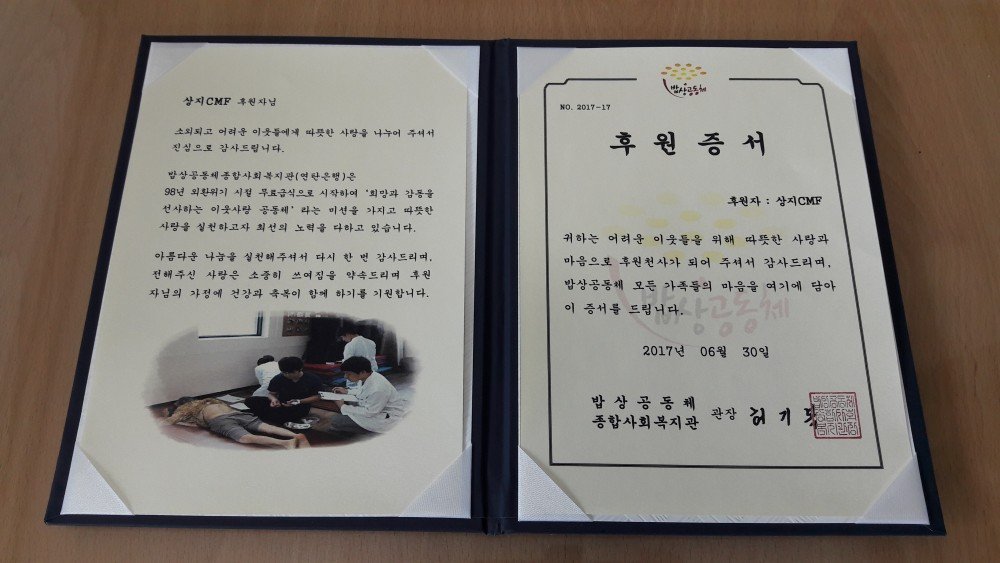 상지CMF 후원자님
소외되고 어려운 이웃들에게 따뜻한 사랑을 나누어 주셔서
진심으로 감사드립니다.
밥상공동체종합사회복지관(연탄은행)은
98년 외환위기 시절 무료급식으로 시작하여 '희망과 감동을
선사하는 이웃사랑 공동체' 라는 미션을 가지고 따뜻한
사랑을 실천하고자 최선의 노력을 다하고 있습니다.
아름다운 나눔을 실천해주셔서 다시 한 번 감사드리며,
전해주신 사랑은 소중히 쓰여짐을 약속드리며 후원
자님의 가정에 건강과 축복이 함께 하기를 기원합니다.
밥상공동체
NO. 2017-17
후원증서
후원자 : 상지CMF
귀하는 어려운 이웃들을 위해 따뜻한 사랑과
마음으로 후원천사가 되어 주셔서 감사드리며,
밥상공동체 모든 가족들의 마음을 여기에 담아
이 증서를 드립니다.
밥상공동체
2017년 06월 30일
밥상공동체
종합사회복지관 관장 허기